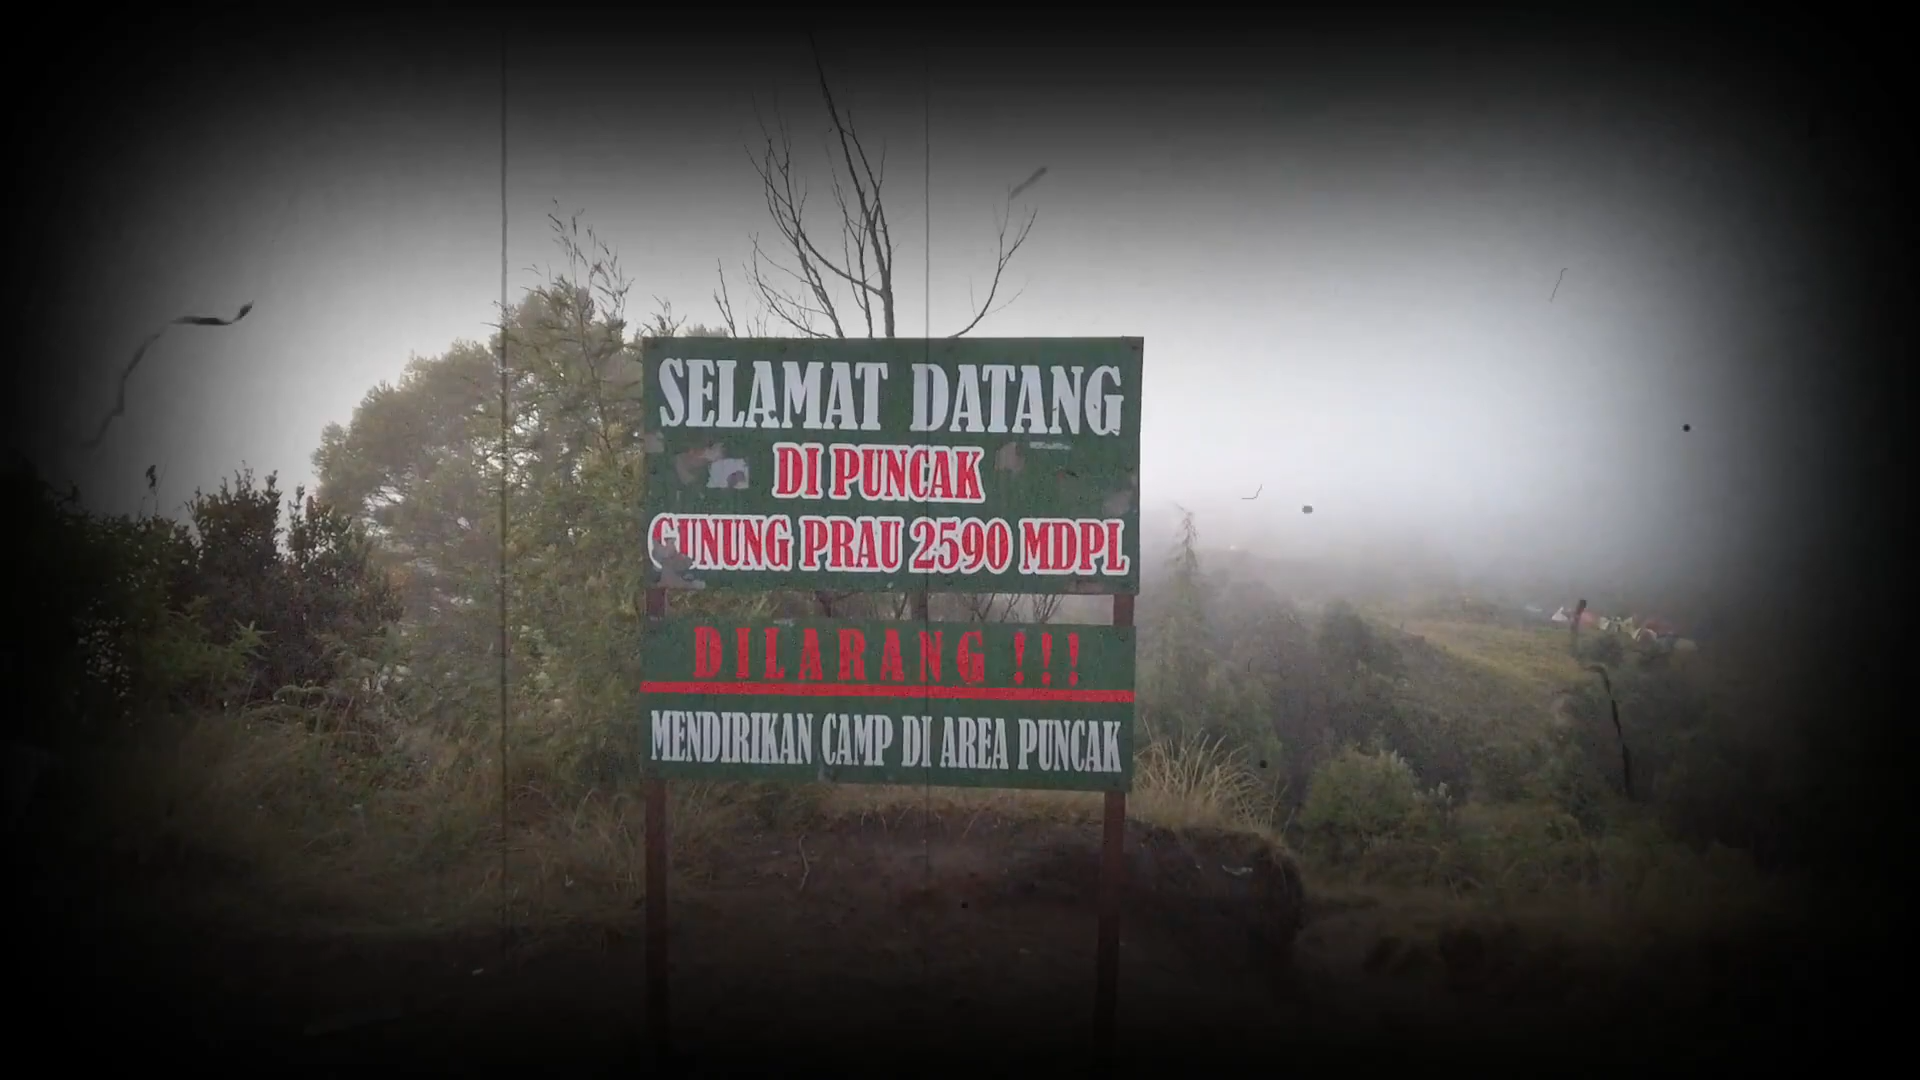 SELAMAT DATANG
DI PUNCAK
GUNUNG PRAU 2590 MDPL
DILARANG !!!
MENDIRIKAN CAMP DI AREA PUNCAK